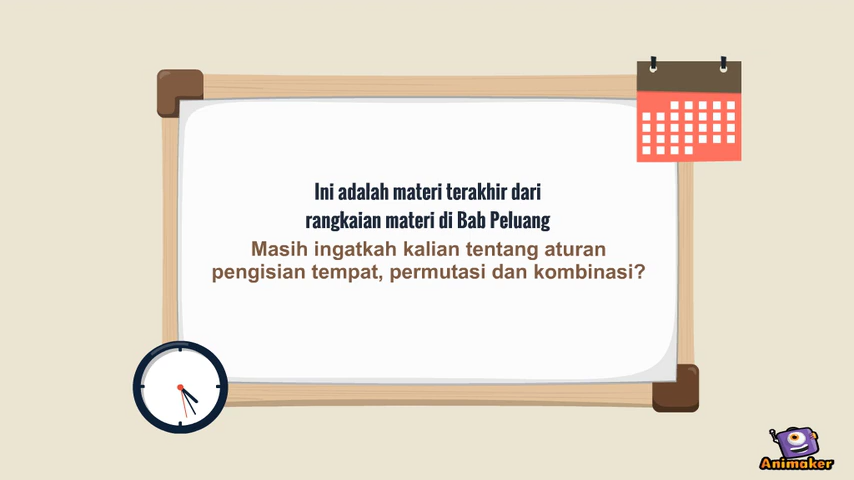 Ini adalah materi terakhir dari
rangkaian materi di Bab Peluang
Masih ingatkah kalian tentang aturan
pengisian tempat, permutasi dan kombinasi?
Animaker